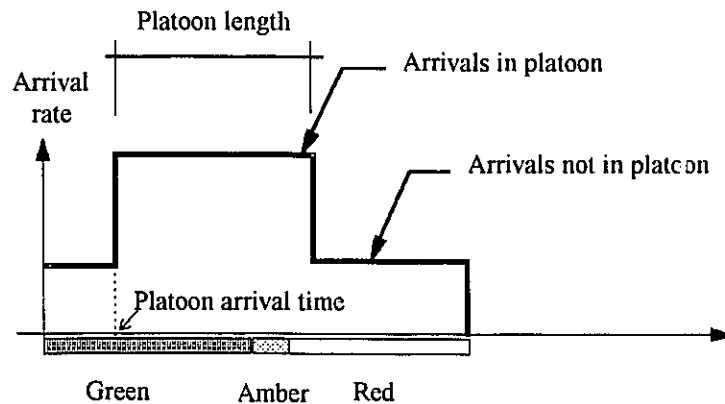 Platoon length
Arrivals in platoon
Arrival
rate
Arrivals not in platoon
Platoon arrival time
Green
Amber
Red